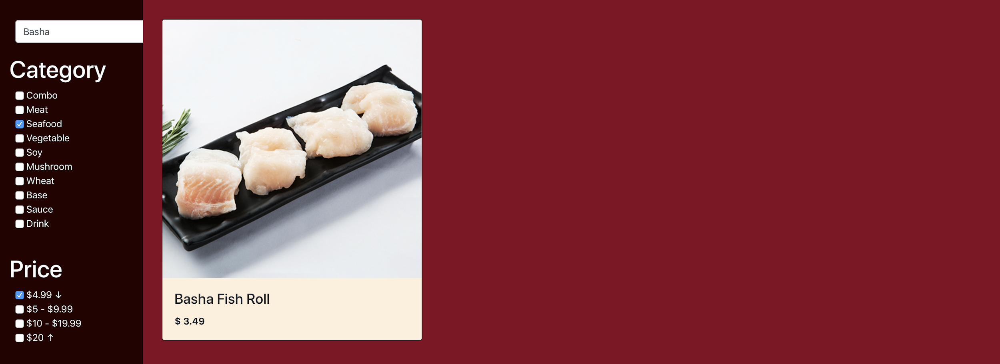 Basha
Category
Combo
Meat
Seafood
Vegetable
Soy
Mushroom
Wheat
Base
Sauce
Drink
Price
$4.99 ↓
$5 - $9.99
$10 - $19.99
$20 ↑
Basha Fish Roll
$ 3.49